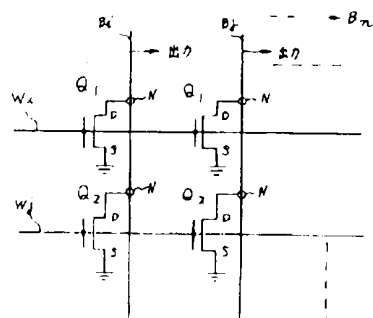 Bi Bj → Bn
→ 出力 → 出力
Q1 N Q1 N
D D
Wi
S S
Q2 N Q2 N
D D
Wj
S S